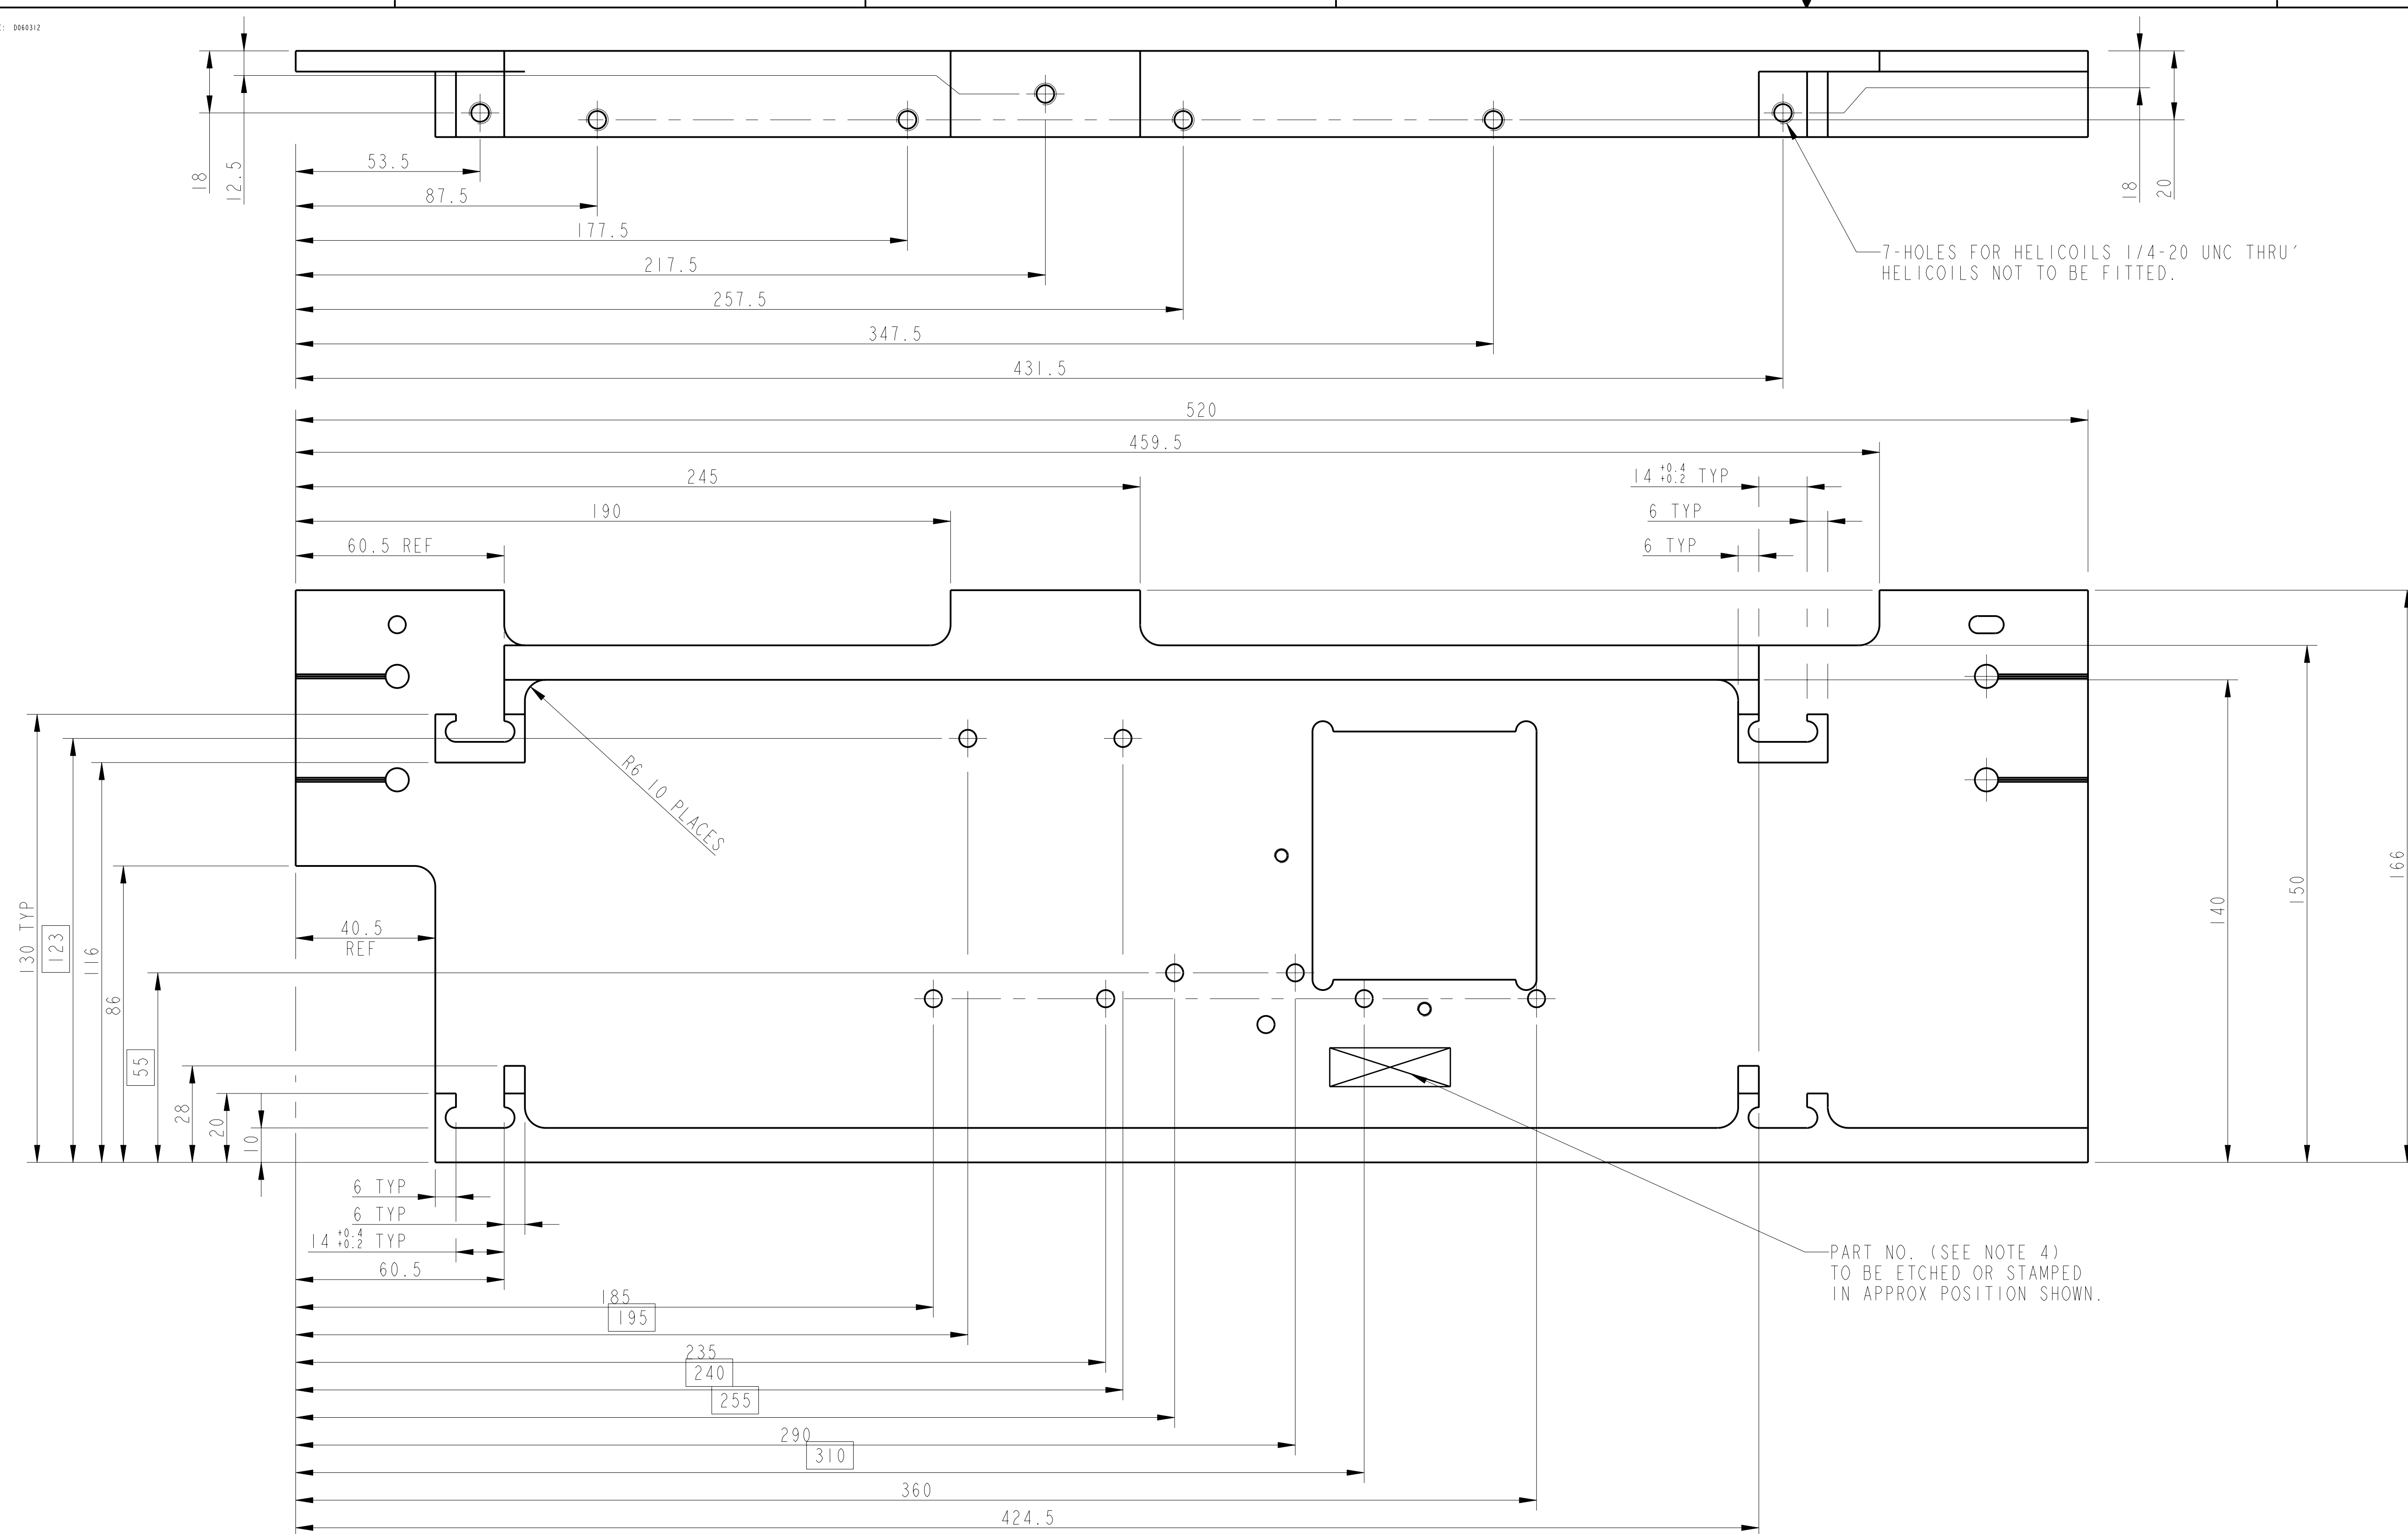 : D060312
18
12.5
53.5
87.5
177.5
217.5
257.5
347.5
431.5
18
20
7-HOLES FOR HELICOILS 1/4-20 UNC THRU'
HELICOILS NOT TO BE FITTED.
520
459.5
245
190
60.5 REF
14 +0.4 +0.2 TYP
6 TYP
6 TYP
R6 10 PLACES
130 TYP
123
116
86
55
28
20
10
40.5
REF
140
150
166
6 TYP
6 TYP
14 +0.4 +0.2 TYP
60.5
185
195
235
240
255
290
310
360
424.5
PART NO. (SEE NOTE 4)
TO BE ETCHED OR STAMPED
IN APPROX POSITION SHOWN.